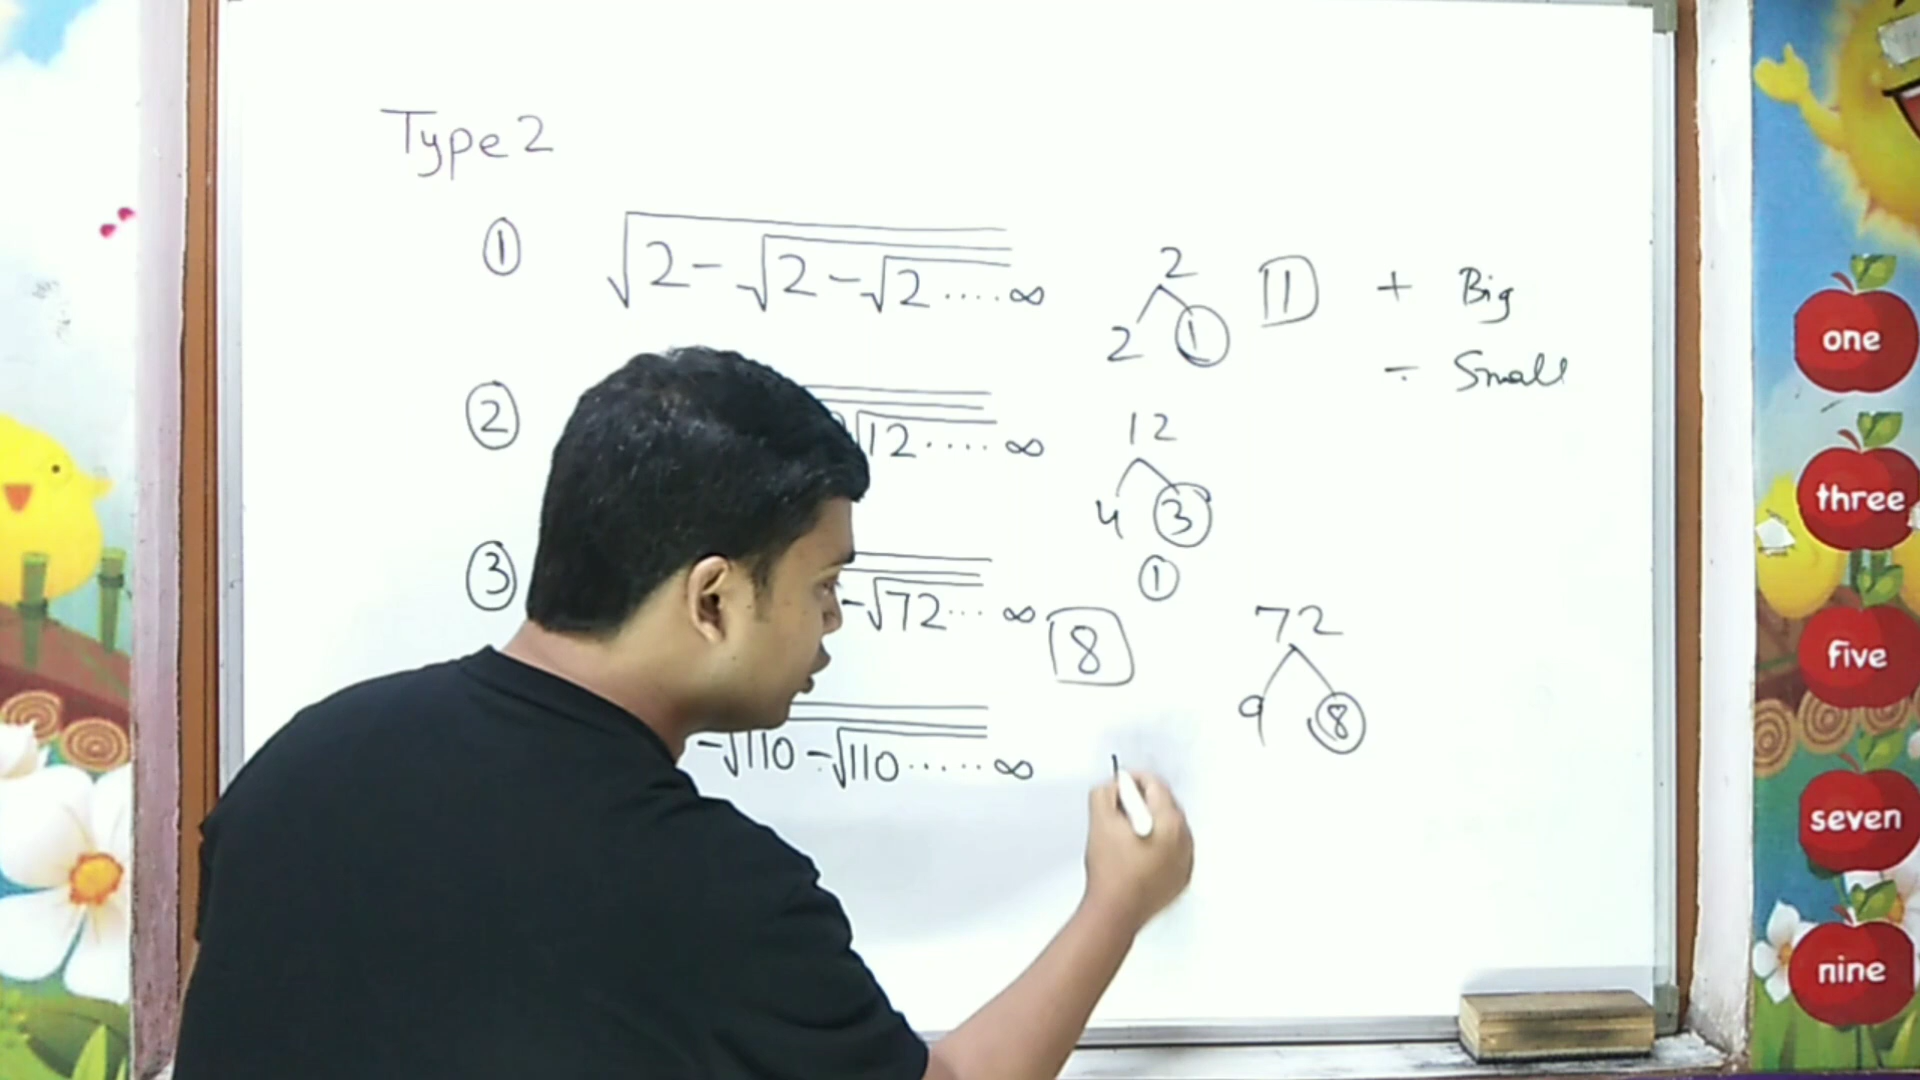 Type 2
① √2-√2-√2.....∞
2
2 ①
1
+ Big
- Small
② √12.....∞
12
4 ③
①
③ -√72...∞
8
72
9 ⑧
-√110-√110......∞
one
three
five
seven
nine